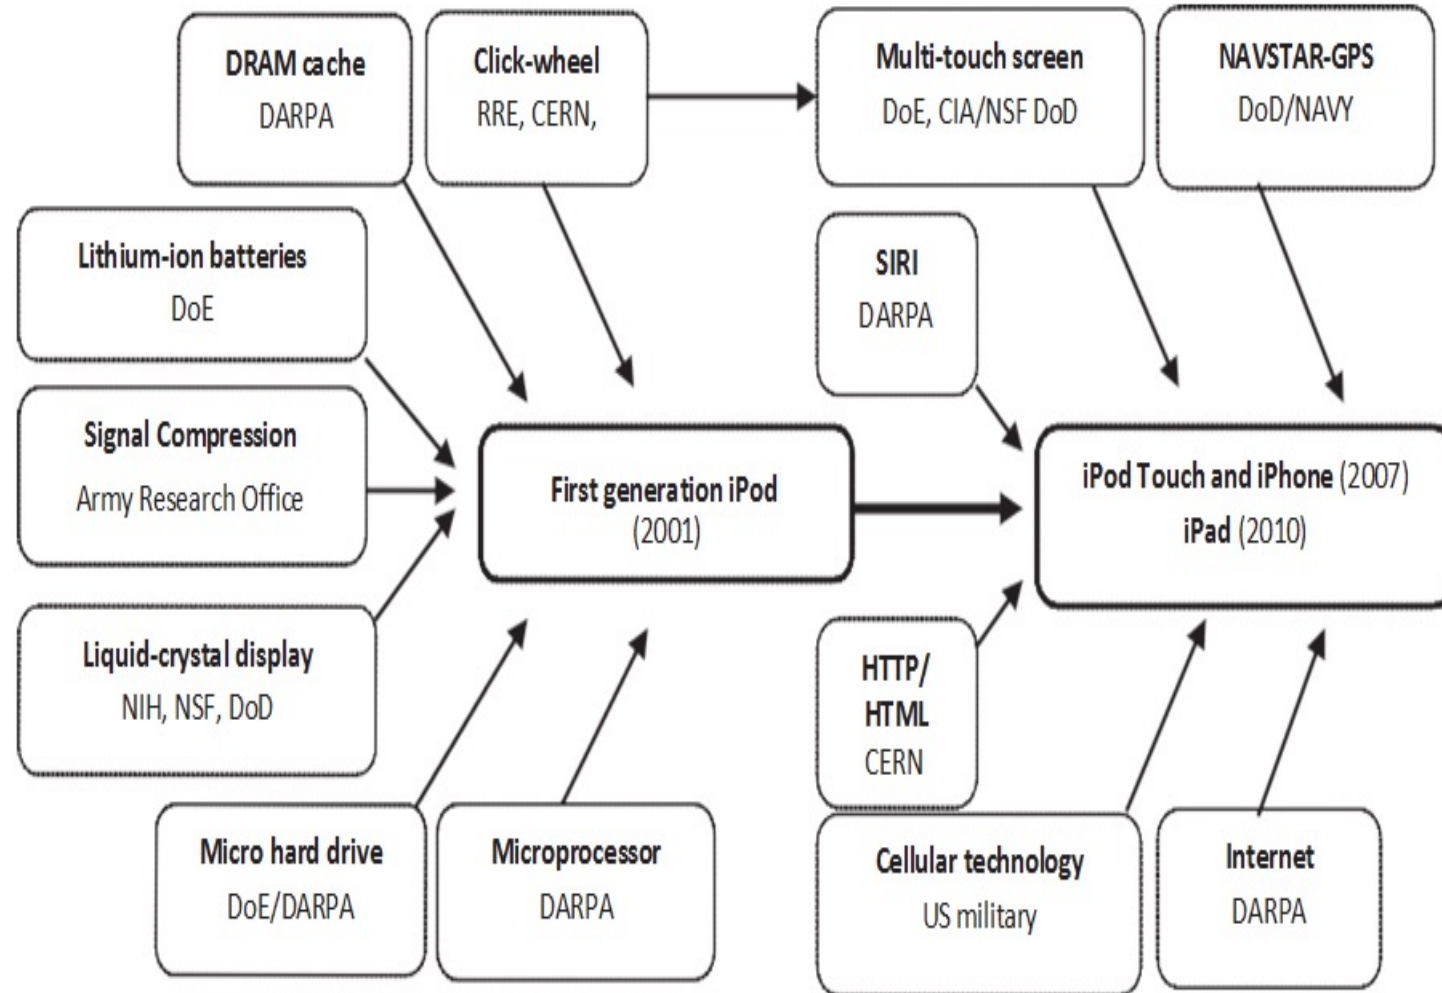 DRAM cache
DARPA
Click-wheel
RRE, CERN,
Multi-touch screen
DoE, CIA/NSF DoD
NAVSTAR-GPS
DoD/NAVY
Lithium-ion batteries
DoE
SIRI
DARPA
Signal Compression
Army Research Office
First generation iPod
(2001)
iPod Touch and iPhone (2007)
iPad (2010)
Liquid-crystal display
NIH, NSF, DoD
HTTP/
HTML
CERN
Micro hard drive
DoE/DARPA
Microprocessor
DARPA
Cellular technology
US military
Internet
DARPA